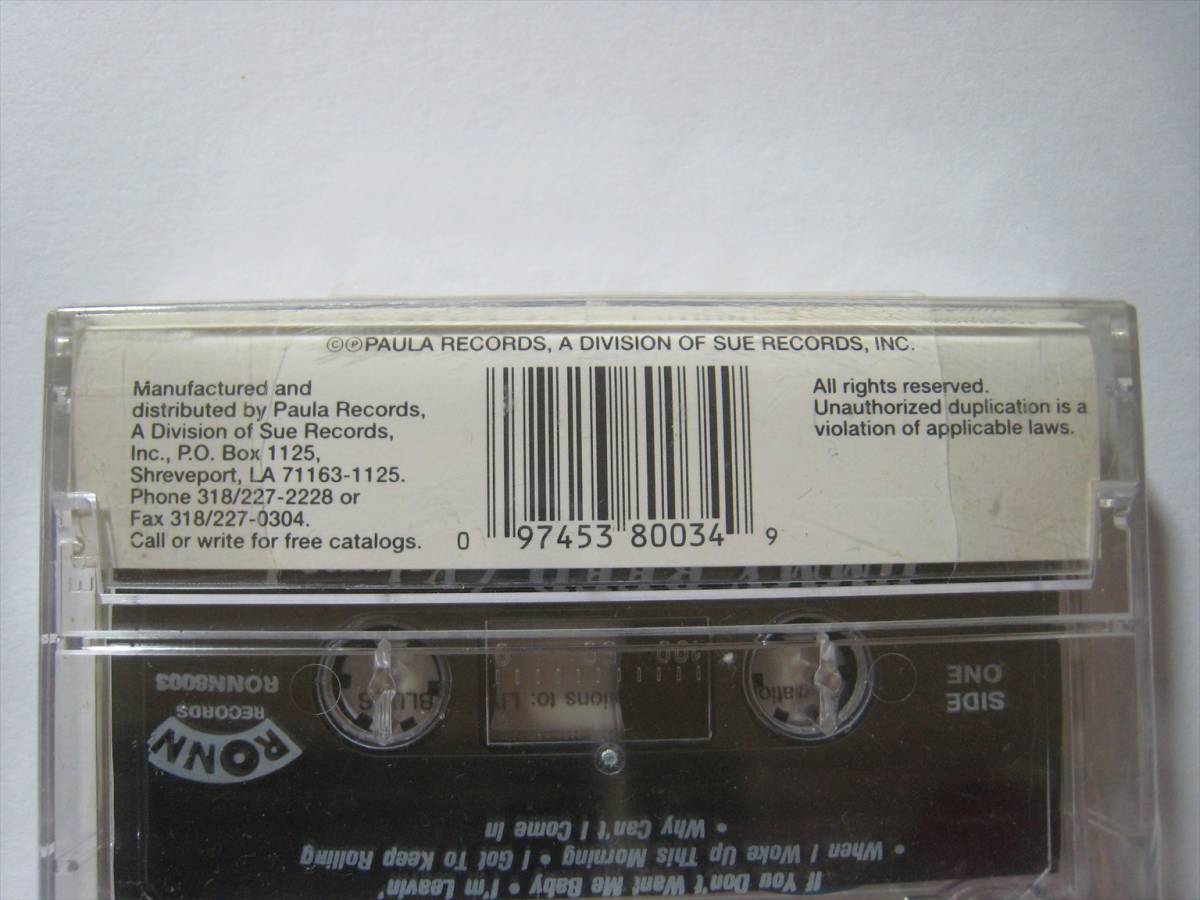 ©℗PAULA RECORDS, A DIVISION OF SUE RECORDS, INC.
Manufactured and
distributed by Paula Records,
A Division of Sue Records,
Inc., P.O. Box 1125,
Shreveport, LA 71163-1125.
Phone 318/227-2228 or
Fax 318/227-0304.
Call or write for free catalogs.
0 97453 80034 9
All rights reserved.
Unauthorized duplication is a
violation of applicable laws.
SIDE
ONE
RONN
RECORDS
RONN8003
If You Don't Want Me Baby • I'm Leavin'
• When I Woke Up This Morning • I Got To Keep Rolling
• Why Can't I Come In
100 50 0
BLUES